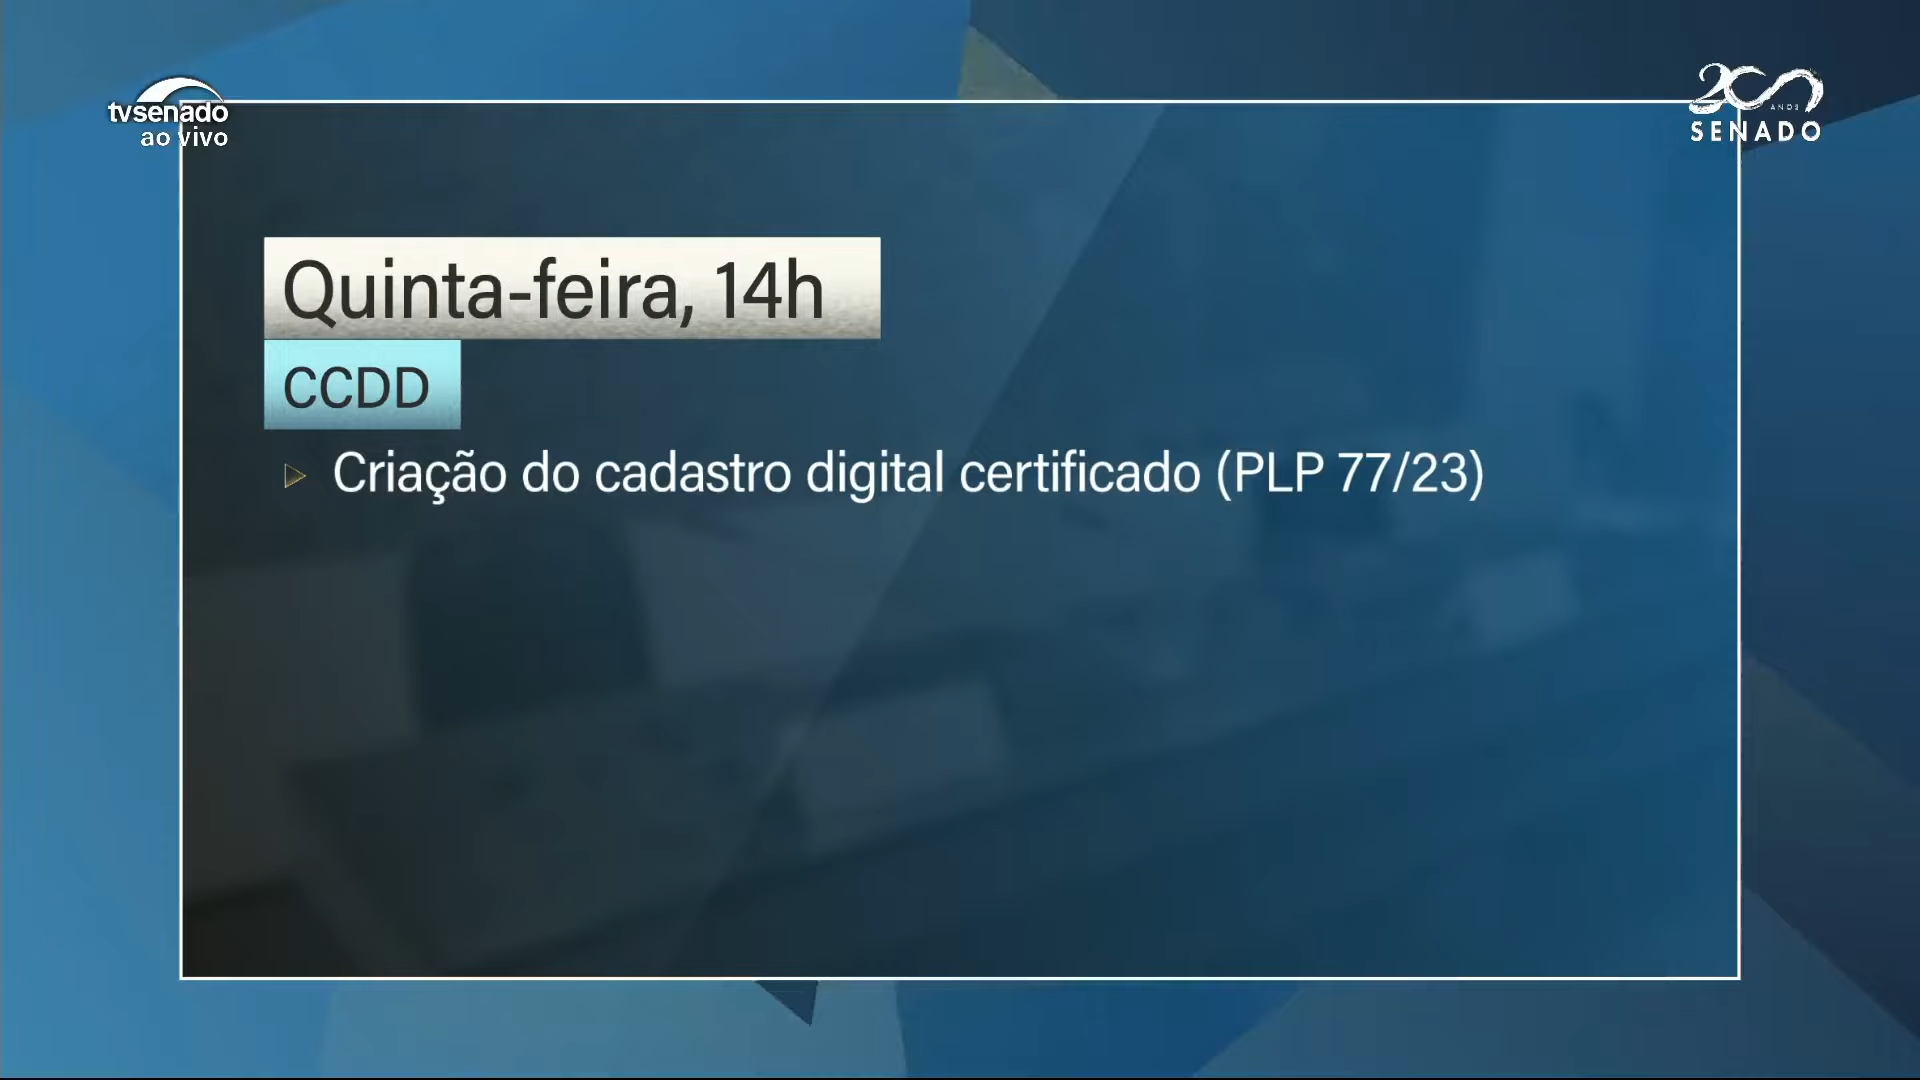 tvsenado
ao vivo
200
ANOS
SENADO
Quinta-feira, 14h
CCDD
Criação do cadastro digital certificado (PLP 77/23)